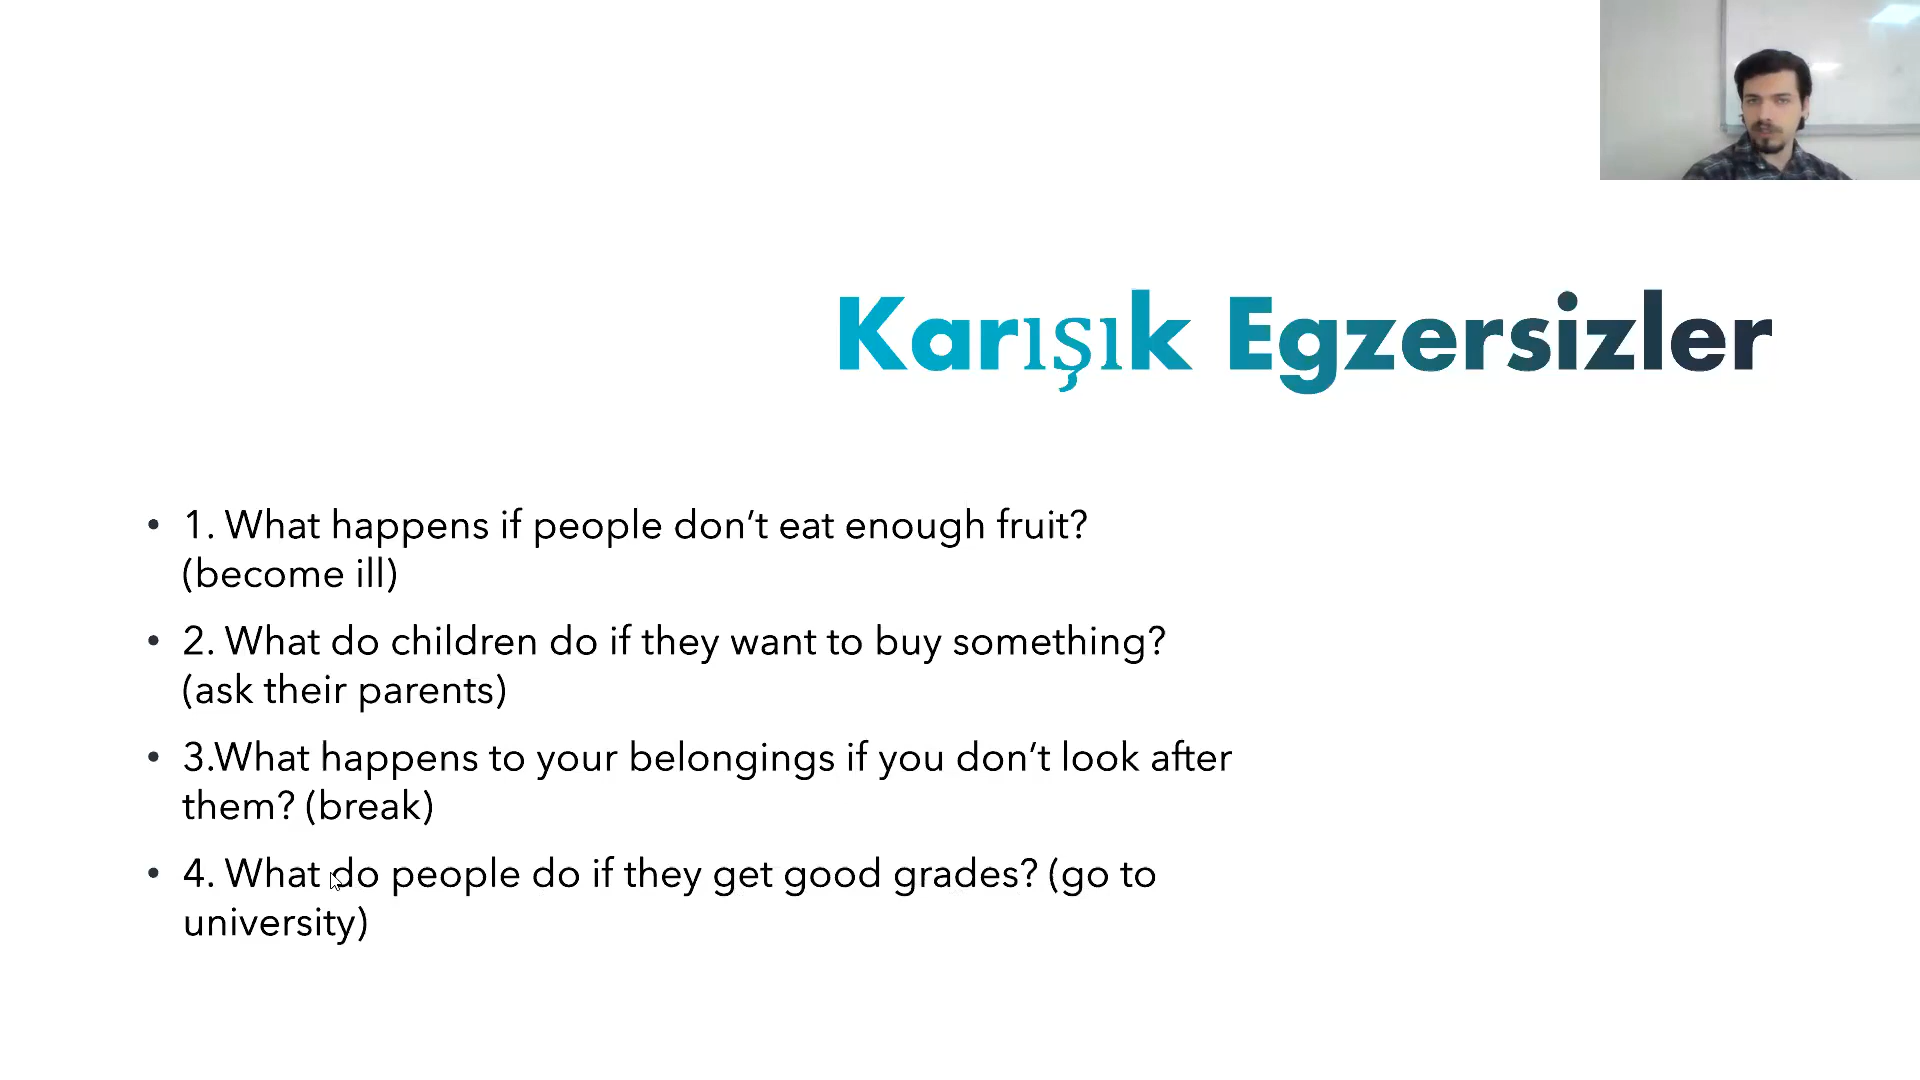 Karışık Egzersizler
• 1. What happens if people don’t eat enough fruit?
(become ill)
• 2. What do children do if they want to buy something?
(ask their parents)
• 3.What happens to your belongings if you don’t look after
them? (break)
• 4. What do people do if they get good grades? (go to
university)